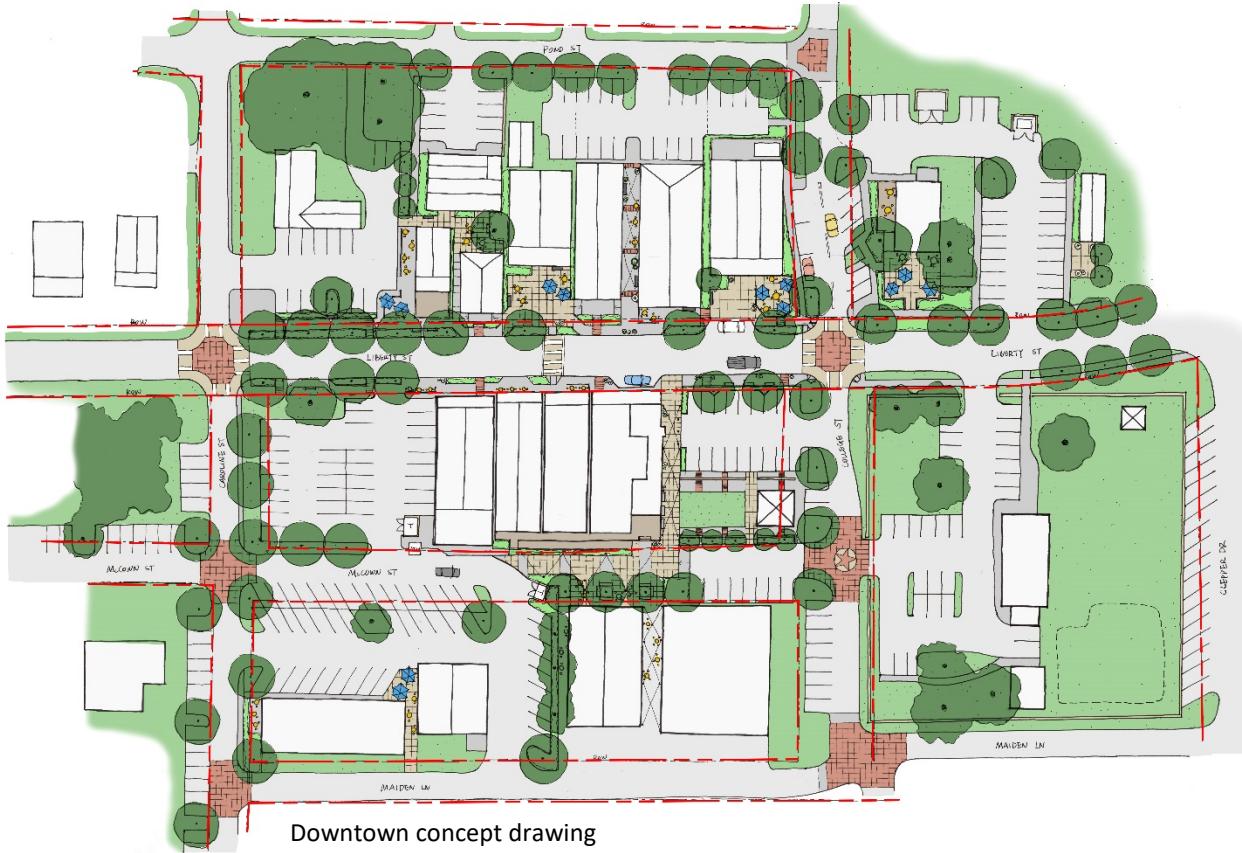 ROW
POND ST
ROW
ROW
LIBERTY ST
LIBERTY ST
ROW
CAROLINE ST
COLLEGE ST
T
MCCOWN ST
MCCOWN ST
CLEPPER DR
ROW
MAIDEN LN
MAIDEN LN
Downtown concept drawing